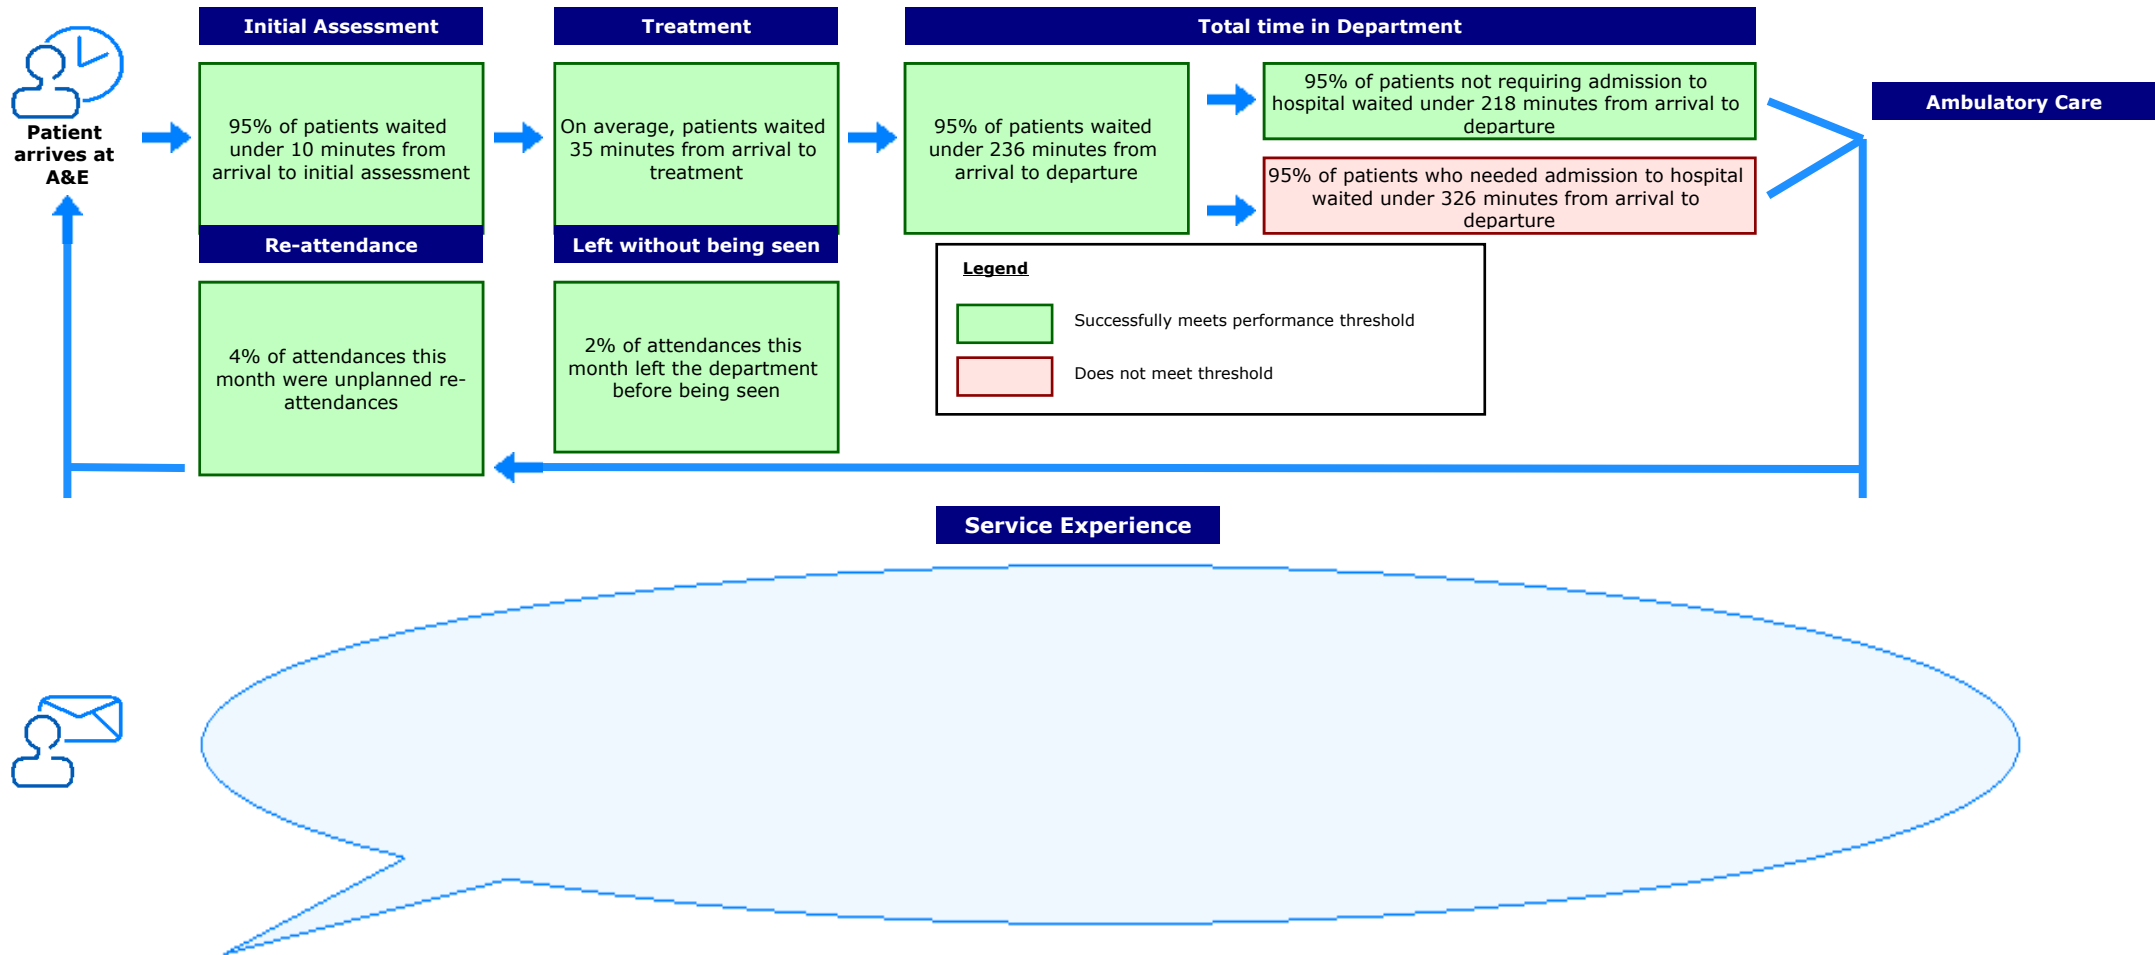 Initial Assessment
Treatment
Total time in Department
Patient
arrives at
A&E
95% of patients waited
under 10 minutes from
arrival to initial assessment
On average, patients waited
35 minutes from arrival to
treatment
95% of patients waited
under 236 minutes from
arrival to departure
95% of patients not requiring admission to
hospital waited under 218 minutes from arrival to
departure
95% of patients who needed admission to hospital
waited under 326 minutes from arrival to
departure
Ambulatory Care
Re-attendance
Left without being seen
4% of attendances this
month were unplanned re-
attendances
2% of attendances this
month left the department
before being seen
Legend
Successfully meets performance threshold
Does not meet threshold
Service Experience